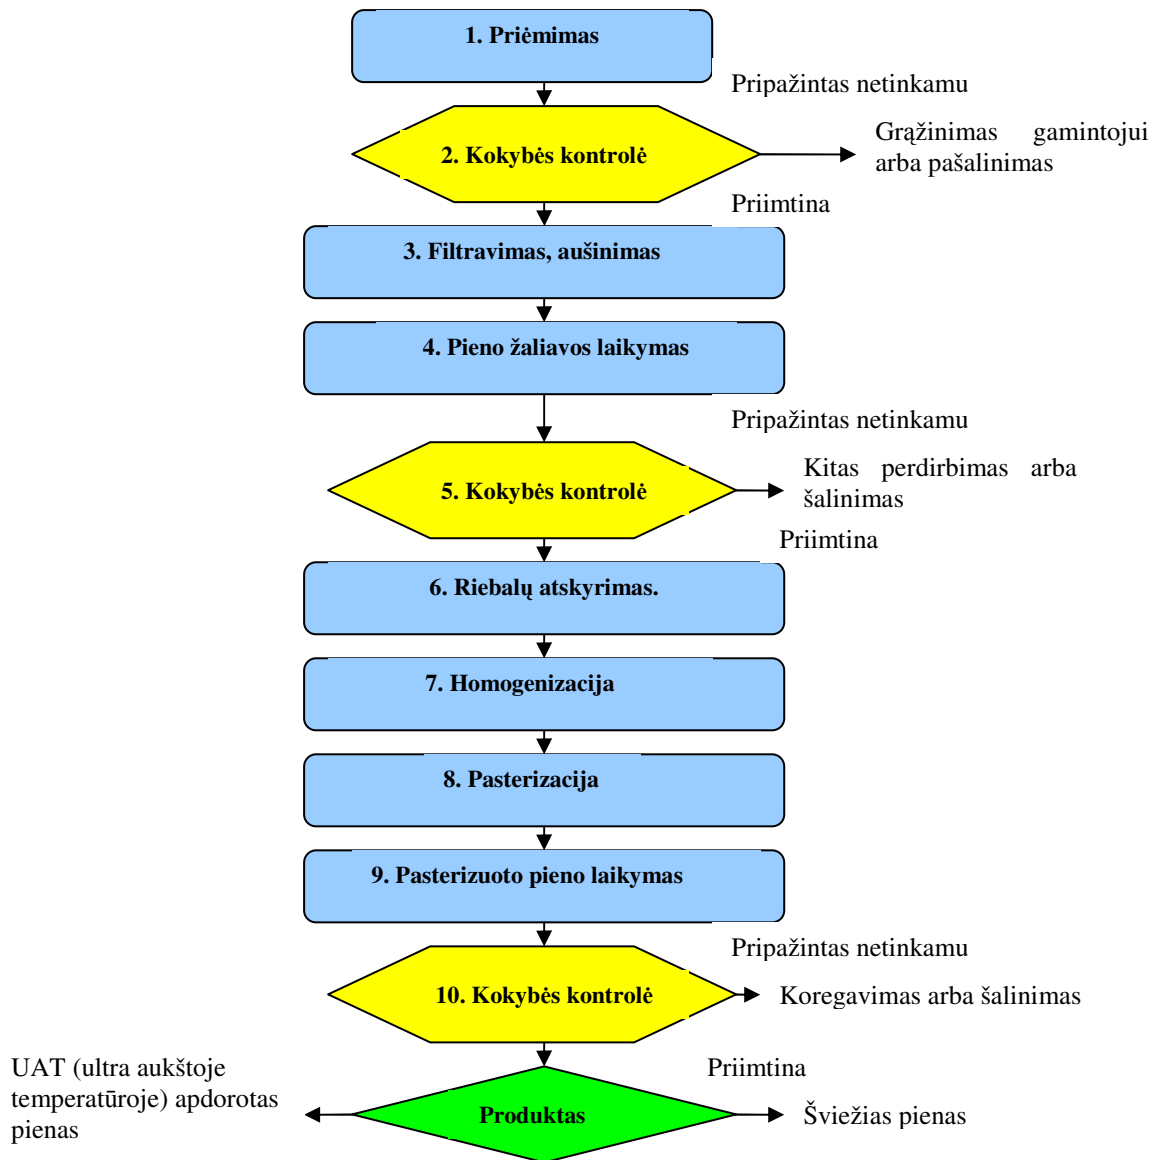 1. Priėmimas
Pripažintas netinkamu
2. Kokybės kontrolė
Grąžinimas gamintojui
arba pašalinimas
Priimtina
3. Filtravimas, aušinimas
4. Pieno žaliavos laikymas
Pripažintas netinkamu
5. Kokybės kontrolė
Kitas perdirbimas arba
šalinimas
Priimtina
6. Riebalų atskyrimas.
7. Homogenizacija
8. Pasterizacija
9. Pasterizuoto pieno laikymas
Pripažintas netinkamu
10. Kokybės kontrolė
Koregavimas arba šalinimas
Priimtina
UAT (ultra aukštoje
temperatūroje) apdorotas
pienas
Produktas
Šviežias pienas